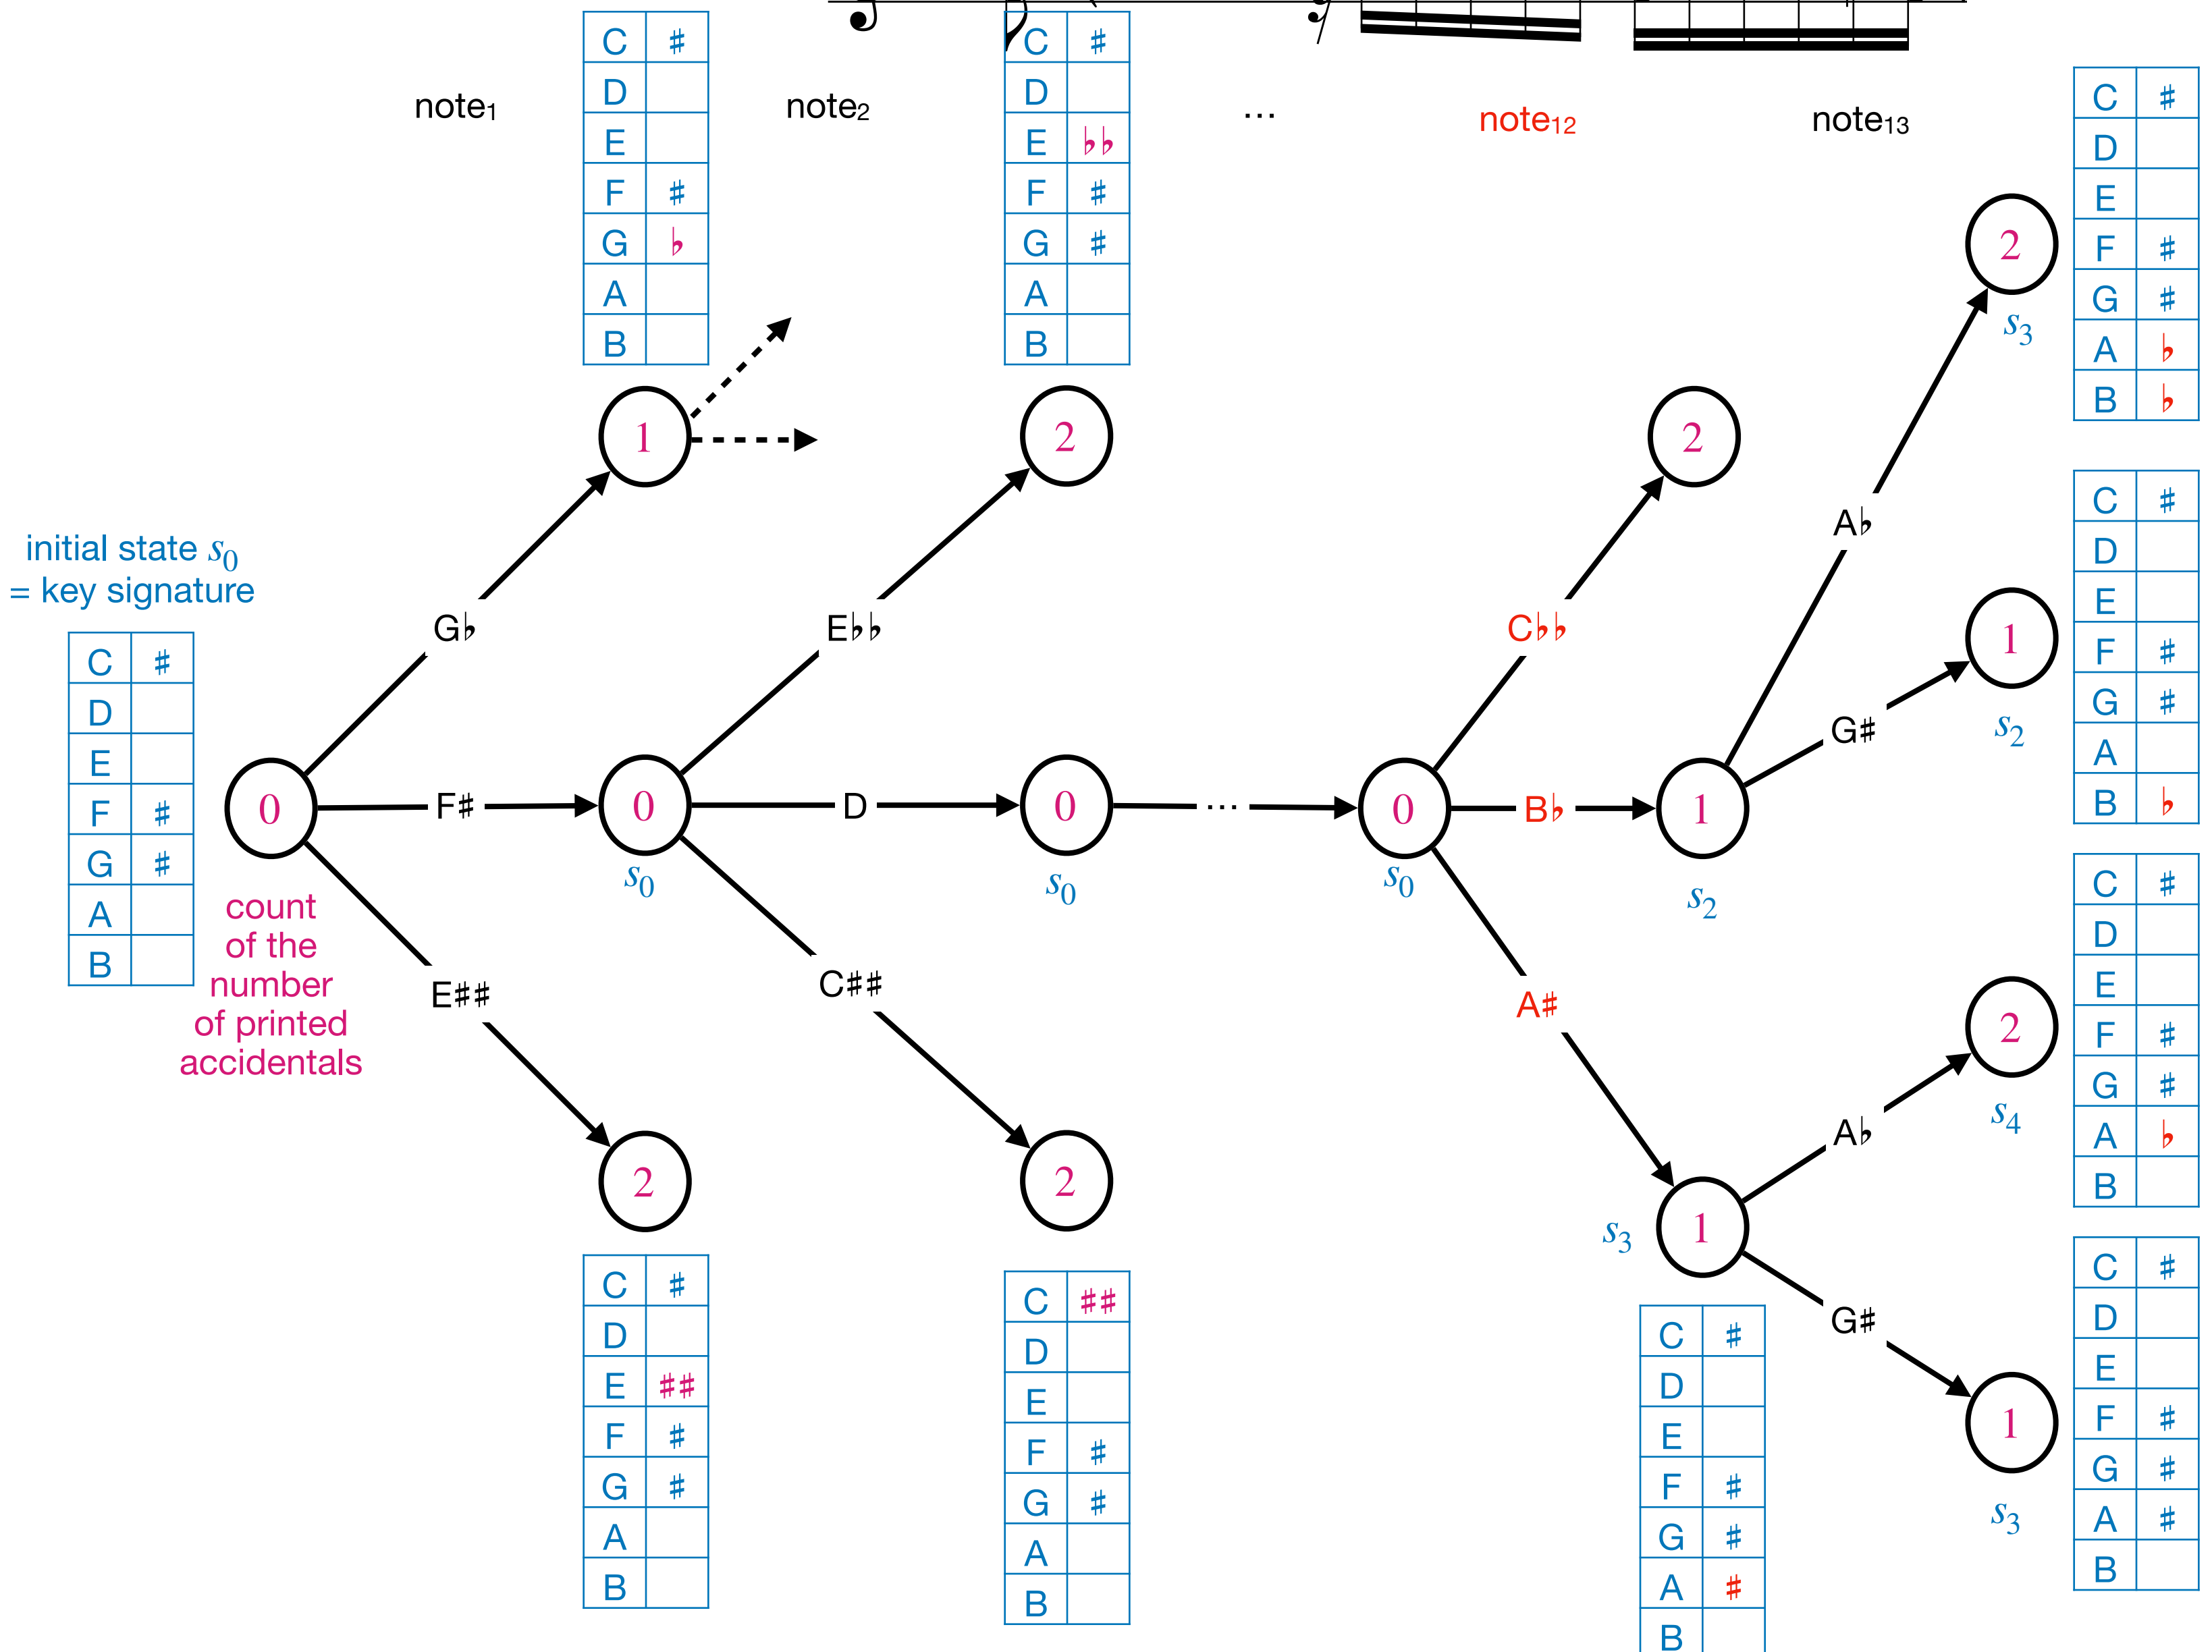 note₁
note₂
...
note₁₂
note₁₃
C ♯
D
E
F ♯
G ♭
A
B
C ♯
D
E ♭♭
F ♯
G ♯
A
B
C ♯
D
E
F ♯
G ♯
A ♭
B ♭
2
s₃
1
2
2
A♭
C ♯
D
E
F ♯
G ♯
A
B ♭
initial state s₀
= key signature
C ♯
D
E
F ♯
G ♯
A
B
G♭
E♭♭
C♭♭
1
s₂
G#
0
F#
0
s₀
D
0
s₀
...
0
s₀
B♭
1
s₂
count
of the
number
of printed
accidentals
E##
C##
A#
C ♯
D
E
F ♯
G ♯
A ♭
B
2
s₄
A♭
2
2
s₃
1
G#
1
s₃
C ♯
D
E ♯♯
F ♯
G ♯
A
B
C ♯♯
D
E
F ♯
G ♯
A
B
C ♯
D
E
F ♯
G ♯
A ♯
B
C ♯
D
E
F ♯
G ♯
A ♯
B